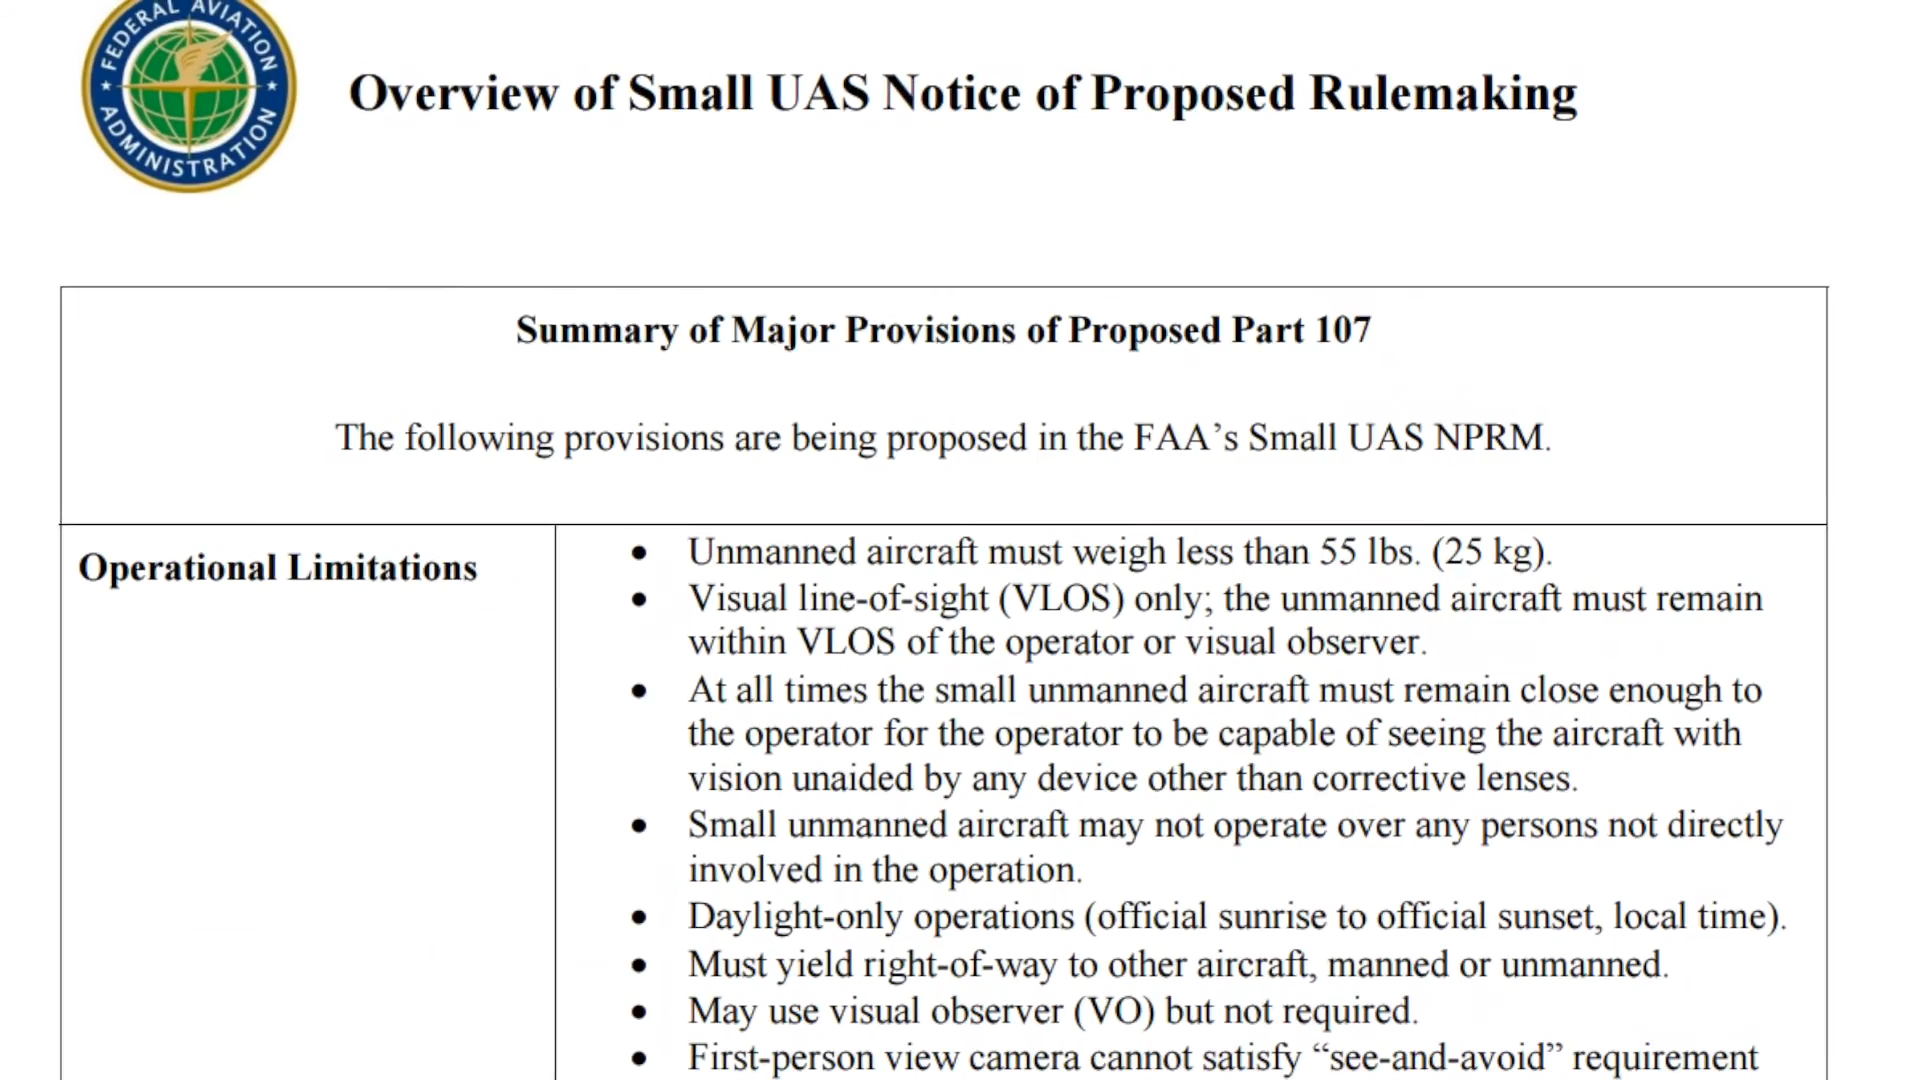 FEDERAL AVIATION
ADMINISTRATION
Overview of Small UAS Notice of Proposed Rulemaking
Summary of Major Provisions of Proposed Part 107
The following provisions are being proposed in the FAA’s Small UAS NPRM.
Operational Limitations
• Unmanned aircraft must weigh less than 55 lbs. (25 kg).
• Visual line-of-sight (VLOS) only; the unmanned aircraft must remain
within VLOS of the operator or visual observer.
• At all times the small unmanned aircraft must remain close enough to
the operator for the operator to be capable of seeing the aircraft with
vision unaided by any device other than corrective lenses.
• Small unmanned aircraft may not operate over any persons not directly
involved in the operation.
• Daylight-only operations (official sunrise to official sunset, local time).
• Must yield right-of-way to other aircraft, manned or unmanned.
• May use visual observer (VO) but not required.
• First-person view camera cannot satisfy “see-and-avoid” requirement